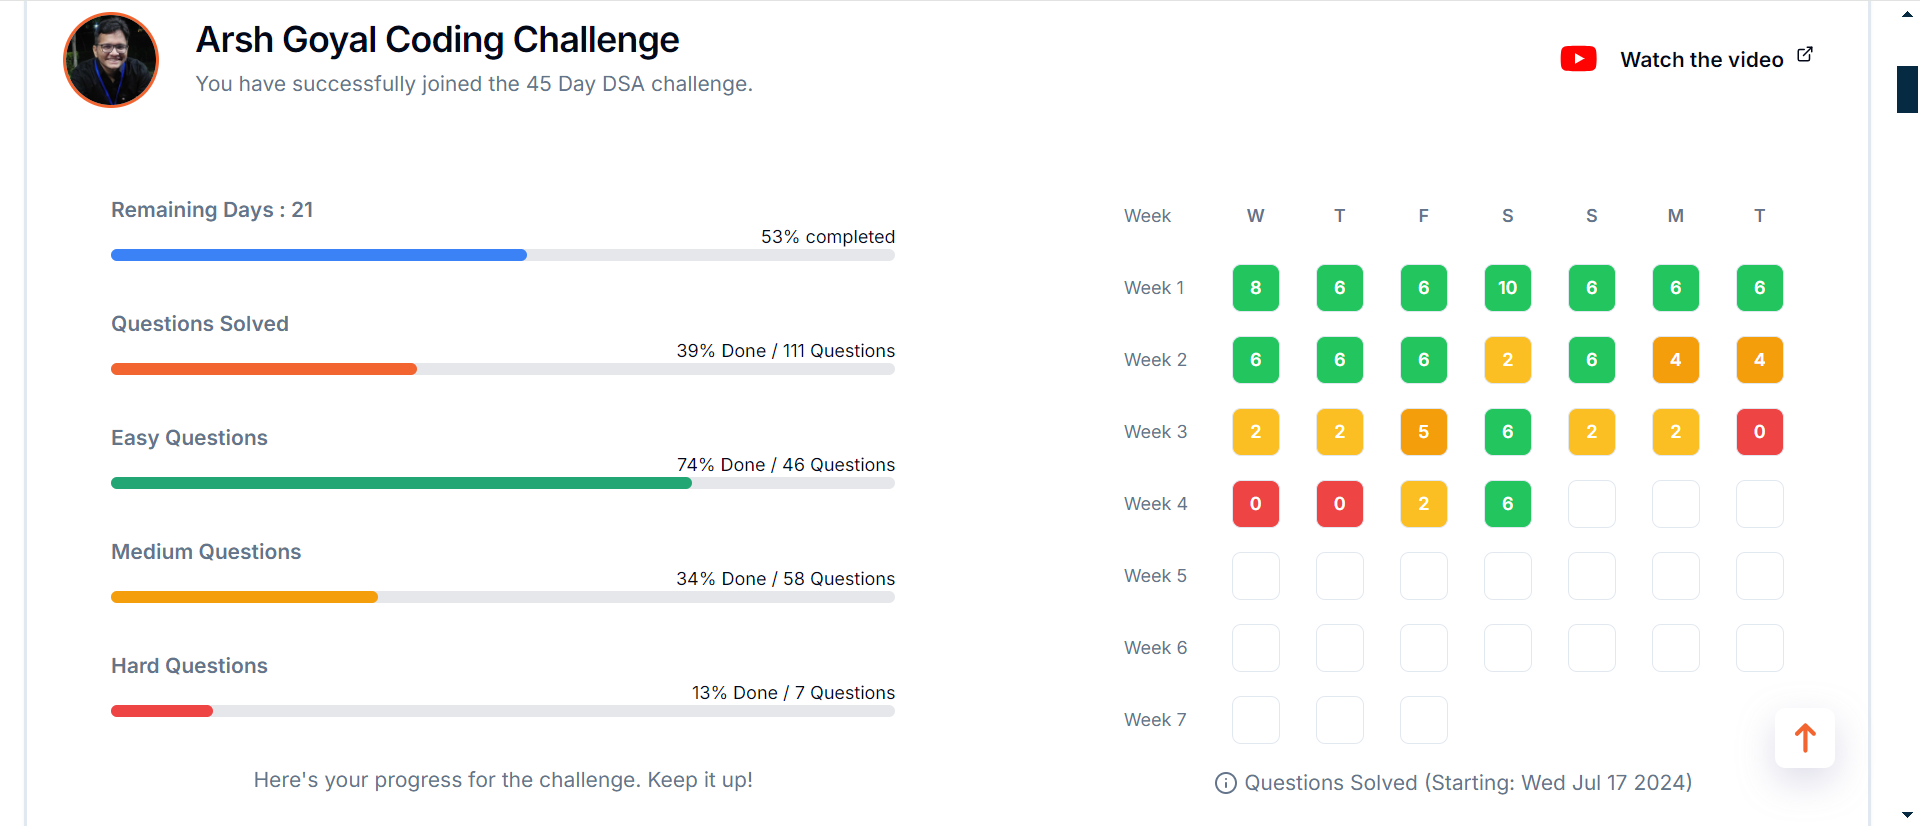 Arsh Goyal Coding Challenge
You have successfully joined the 45 Day DSA challenge.
Watch the video
Remaining Days : 21
53% completed
Questions Solved
39% Done / 111 Questions
Easy Questions
74% Done / 46 Questions
Medium Questions
34% Done / 58 Questions
Hard Questions
13% Done / 7 Questions
Here's your progress for the challenge. Keep it up!
Week W T F S S M T
Week 1 8 6 6 10 6 6 6
Week 2 6 6 6 2 6 4 4
Week 3 2 2 5 6 2 2 0
Week 4 0 0 2 6
Week 5
Week 6
Week 7
Questions Solved (Starting: Wed Jul 17 2024)